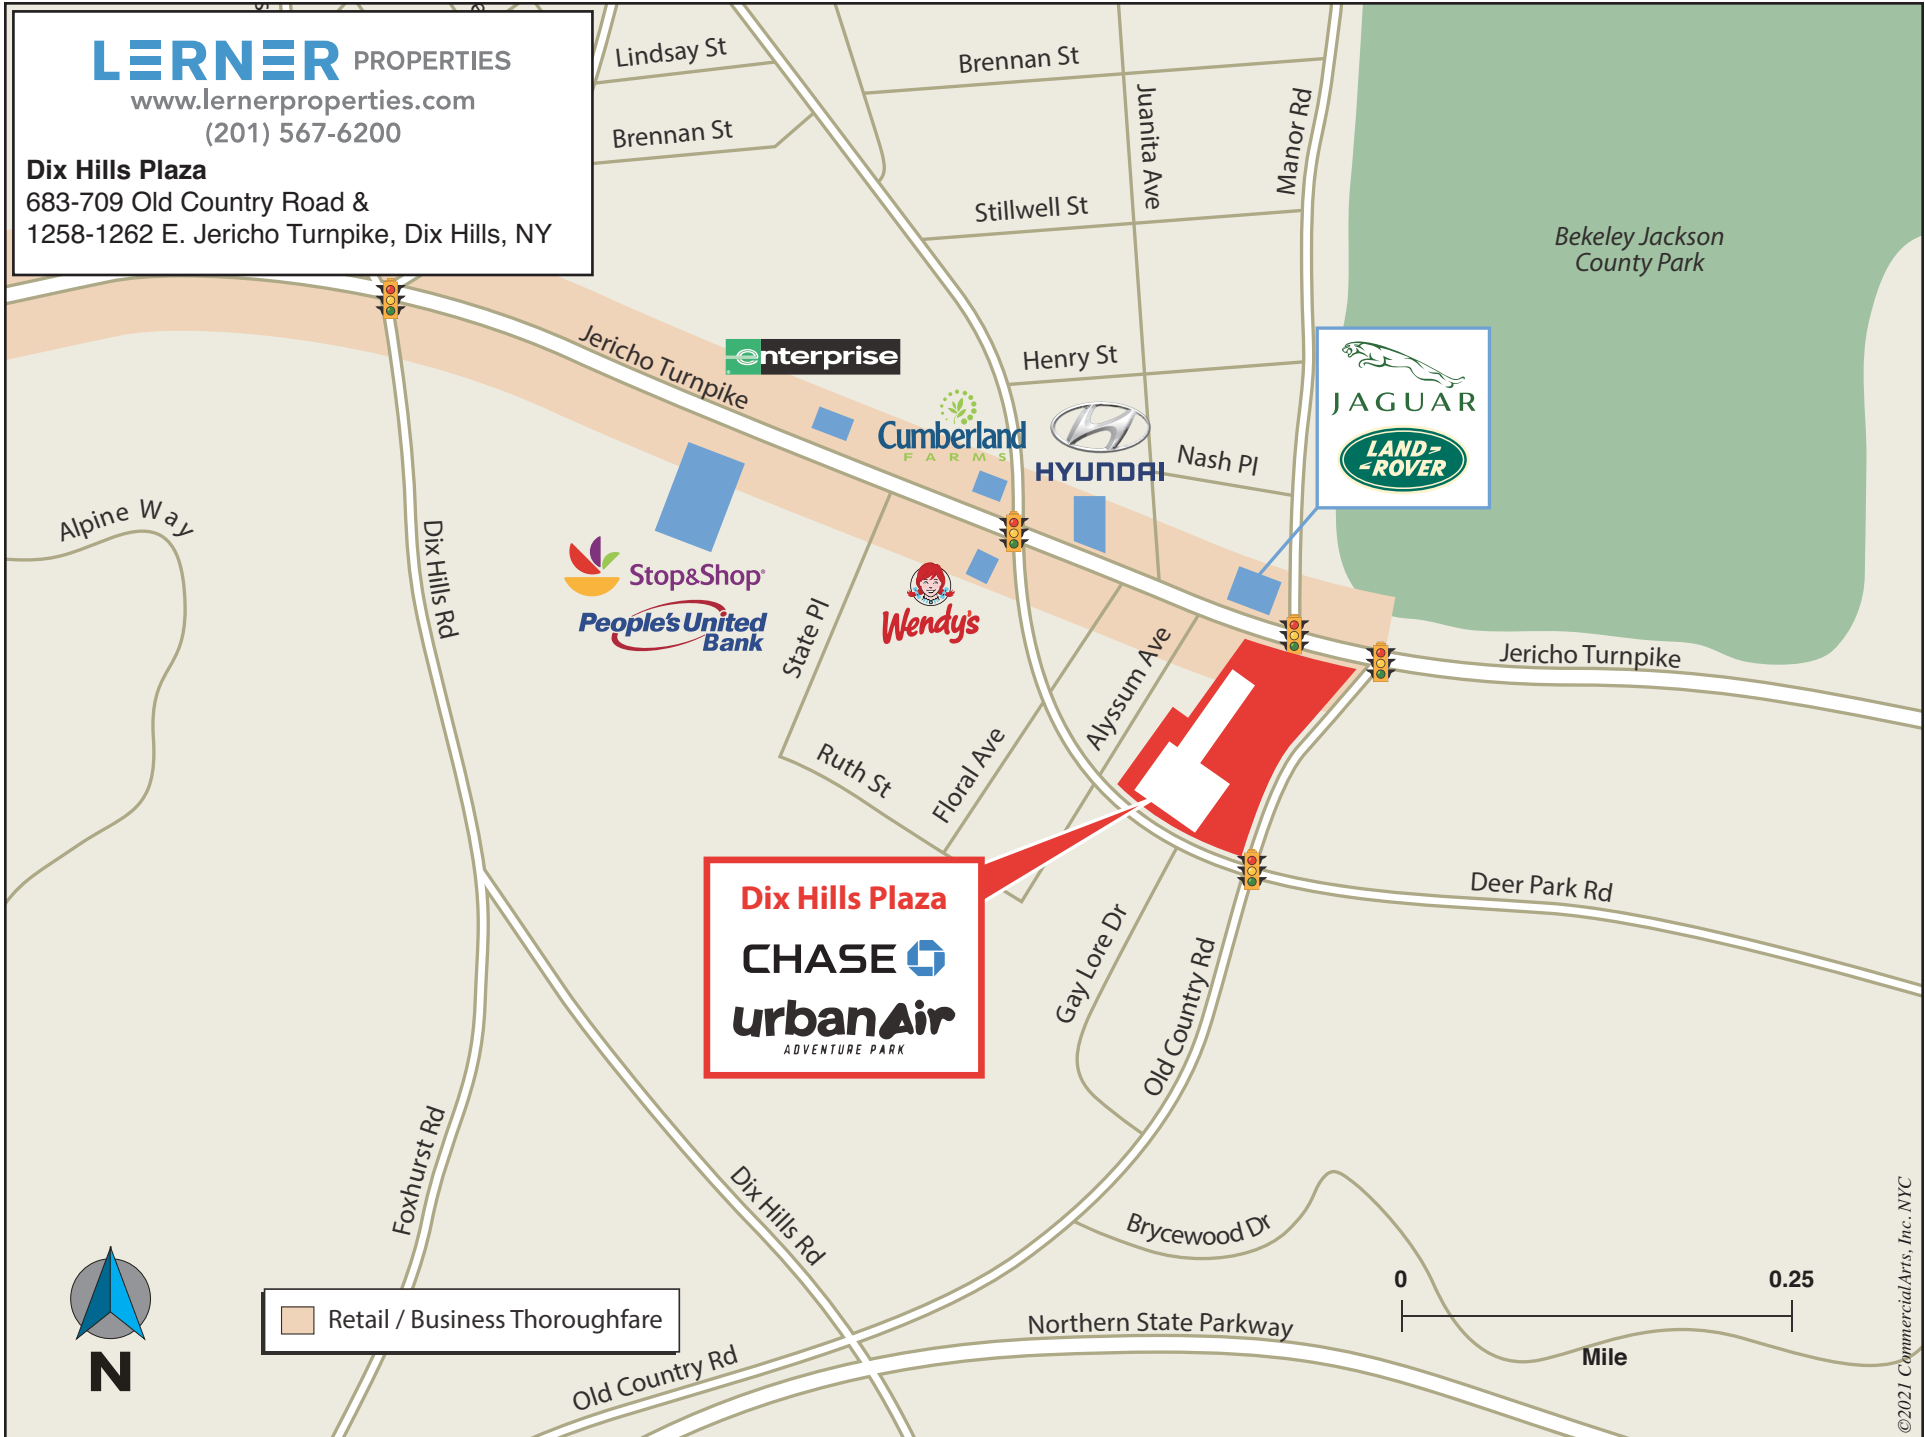 LERNER PROPERTIES
www.lernerproperties.com
(201) 567-6200
Dix Hills Plaza
683-709 Old Country Road &
1258-1262 E. Jericho Turnpike, Dix Hills, NY
Lindsay St
Brennan St
Brennan St
Juanita Ave
Manor Rd
Stillwell St
Bekeley Jackson
County Park
Jericho Turnpike
enterprise
Henry St
JAGUAR
LAND-
-ROVER
Cumberland
FARMS
HYUNDAI
Nash Pl
Alpine Way
Dix Hills Rd
Stop&Shop
People's United
Bank
State Pl
Wendy's
Alyssum Ave
Jericho Turnpike
Ruth St
Floral Ave
Dix Hills Plaza
CHASE
urbanAir
ADVENTURE PARK
Deer Park Rd
Gay Lore Dr
Old Country Rd
Foxhurst Rd
Dix Hills Rd
Brycewood Dr
N
Retail / Business Thoroughfare
Old Country Rd
Northern State Parkway
0
0.25
Mile
©2021 CommercialArts, Inc. NYC